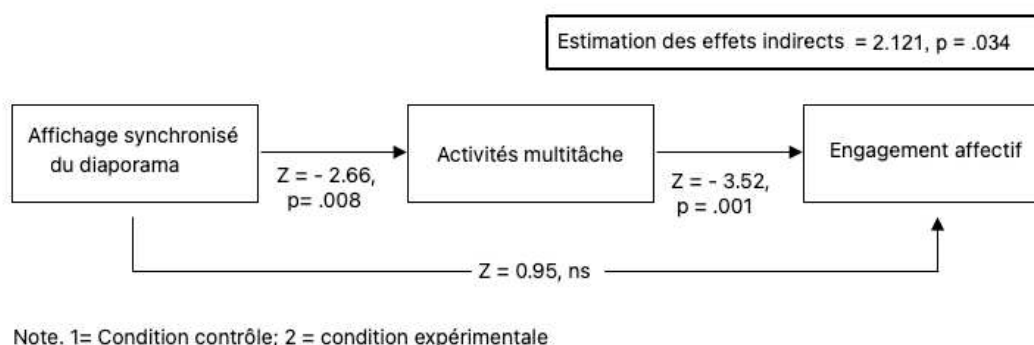 Estimation des effets indirects = 2.121, p = .034
Affichage synchronisé
du diaporama
Z = - 2.66,
p= .008
Activités multitâche
Z = - 3.52,
p = .001
Engagement affectif
Z = 0.95, ns
Note. 1= Condition contrôle; 2 = condition expérimentale